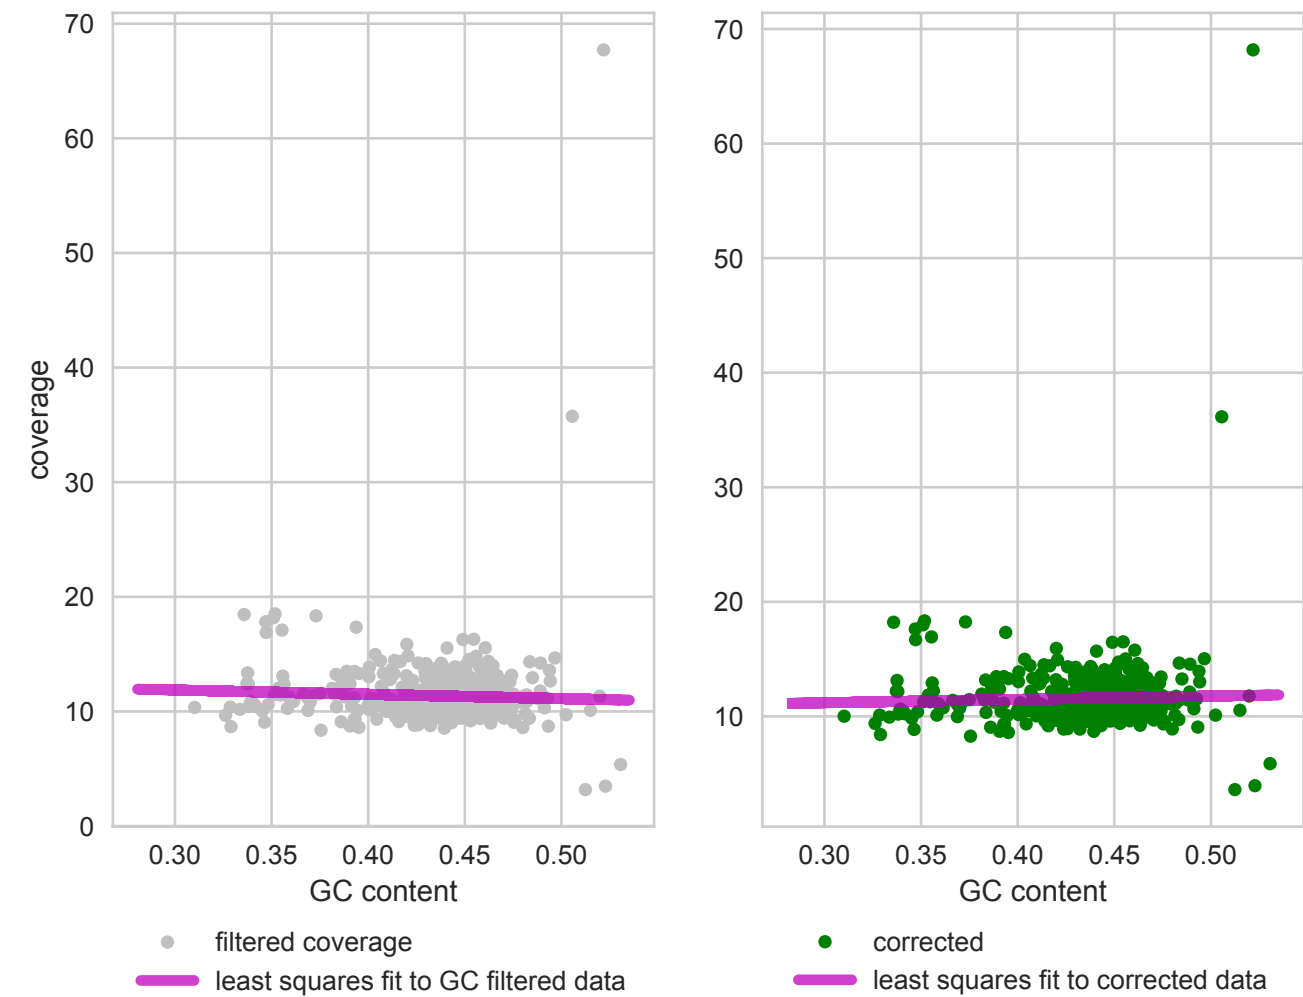 70
60
50
40
30
20
10
0
coverage
0.30 0.35 0.40 0.45 0.50
GC content
filtered coverage
least squares fit to GC filtered data
70
60
50
40
30
20
10
0.30 0.35 0.40 0.45 0.50
GC content
corrected
least squares fit to corrected data